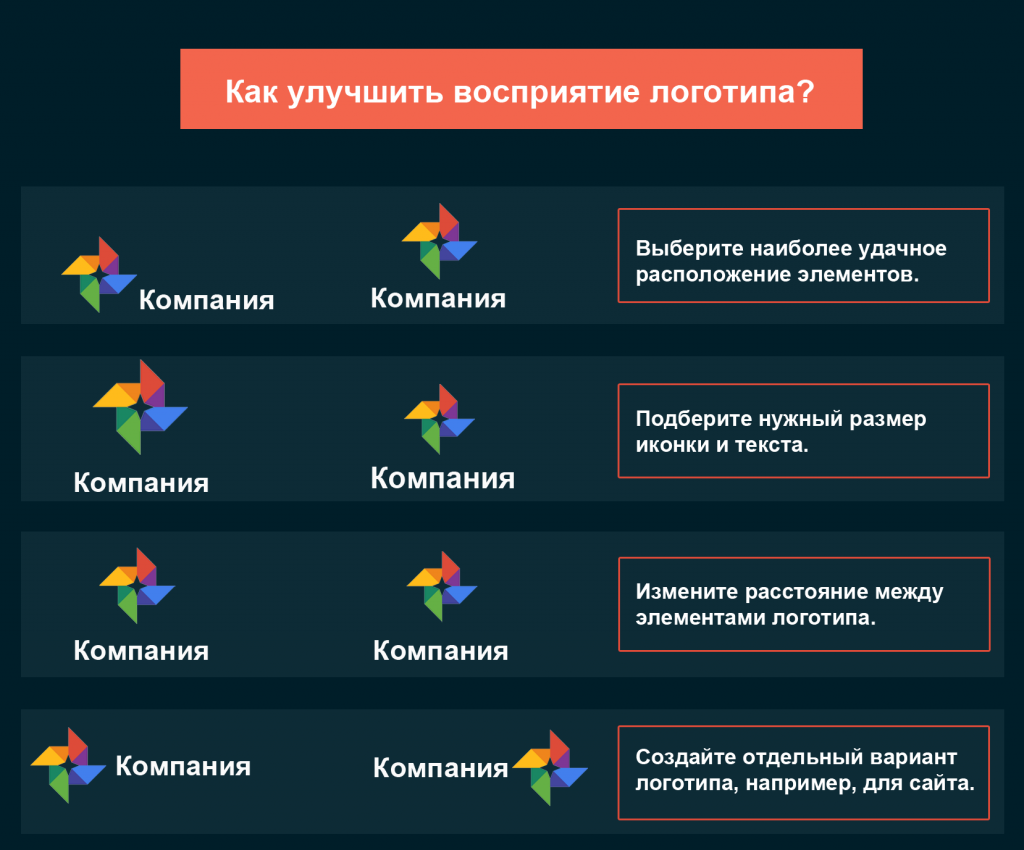 Как улучшить восприятие логотипа?
Компания
Компания
Выберите наиболее удачное
расположение элементов.
Компания
Компания
Подберите нужный размер
иконки и текста.
Компания
Компания
Измените расстояние между
элементами логотипа.
Компания
Компания
Создайте отдельный вариант
логотипа, например, для сайта.